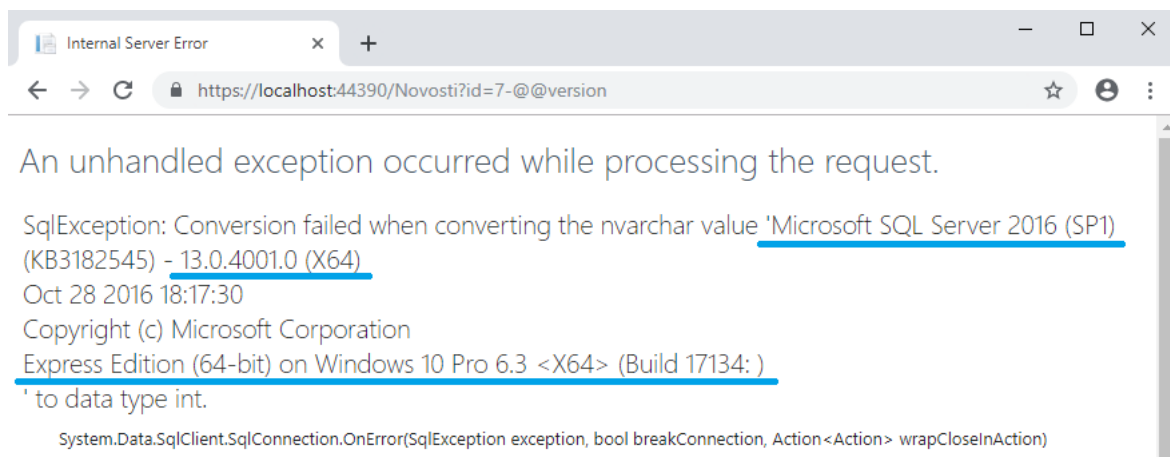 Internal Server Error
https://localhost:44390/Novosti?id=7-@@version
An unhandled exception occurred while processing the request.
SqlException: Conversion failed when converting the nvarchar value 'Microsoft SQL Server 2016 (SP1)
(KB3182545) - 13.0.4001.0 (X64)
Oct 28 2016 18:17:30
Copyright (c) Microsoft Corporation
Express Edition (64-bit) on Windows 10 Pro 6.3 <X64> (Build 17134: )
' to data type int.
System.Data.SqlClient.SqlConnection.OnError(SqlException exception, bool breakConnection, Action<Action> wrapCloseInAction)